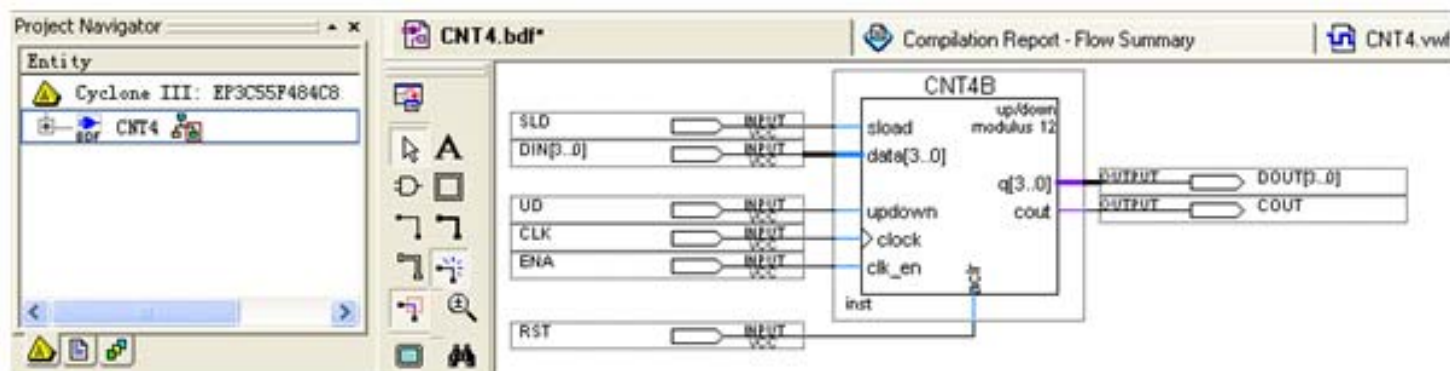 Project Navigator
Entity
Cyclone III: EP3C55F484C8
BDF CNT4
CNT4.bdf*
Compilation Report - Flow Summary
CNT4.vwf
CNT4B
up/down
modulus 12
SLD INPUT VCC
sload
DIN[3..0] INPUT VCC
data[3..0]
q[3..0]
OUTPUT DOUT[3..0]
UD INPUT VCC
updown
cout
OUTPUT COUT
CLK INPUT VCC
clock
ENA INPUT VCC
clk_en
aclr
inst
RST INPUT VCC